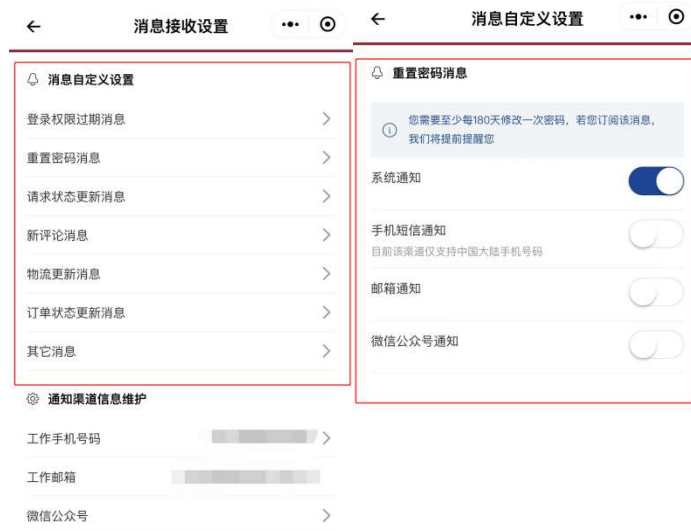 消息接收设置
消息自定义设置
登录权限过期消息
重置密码消息
请求状态更新消息
新评论消息
物流更新消息
订单状态更新消息
其它消息
通知渠道信息维护
工作手机号码
工作邮箱
微信公众号
消息自定义设置
重置密码消息
您需要至少每180天修改一次密码，若您订阅该消息，
我们将提前提醒您
系统通知
手机短信通知
目前该渠道仅支持中国大陆手机号码
邮箱通知
微信公众号通知